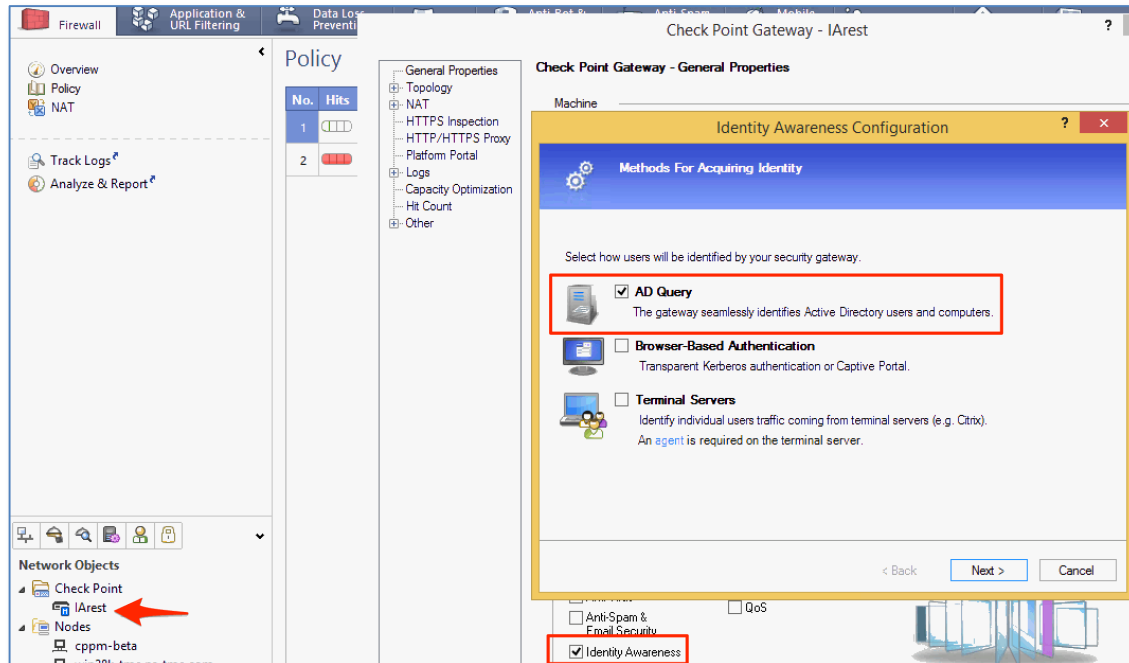 Firewall
Application &
URL Filtering
Data Loss
Preventi
Anti-Bot &
Anti-Spam
Mobile
Check Point Gateway - IArest
?
Overview
Policy
NAT
Track Logs
Analyze & Report
Policy
No. Hits
1
2
General Properties
Topology
NAT
HTTPS Inspection
HTTP/HTTPS Proxy
Platform Portal
Logs
Capacity Optimization
Hit Count
Other
Check Point Gateway - General Properties
Machine
Identity Awareness Configuration
?
Methods For Acquiring Identity
Select how users will be identified by your security gateway.
AD Query
The gateway seamlessly identifies Active Directory users and computers.
Browser-Based Authentication
Transparent Kerberos authentication or Captive Portal.
Terminal Servers
Identify individual users traffic coming from terminal servers (e.g. Citrix).
An agent is required on the terminal server.
< Back
Next >
Cancel
Network Objects
Check Point
IArest
Nodes
cppm-beta
Anti-Spam &
Email Security
QoS
Identity Awareness